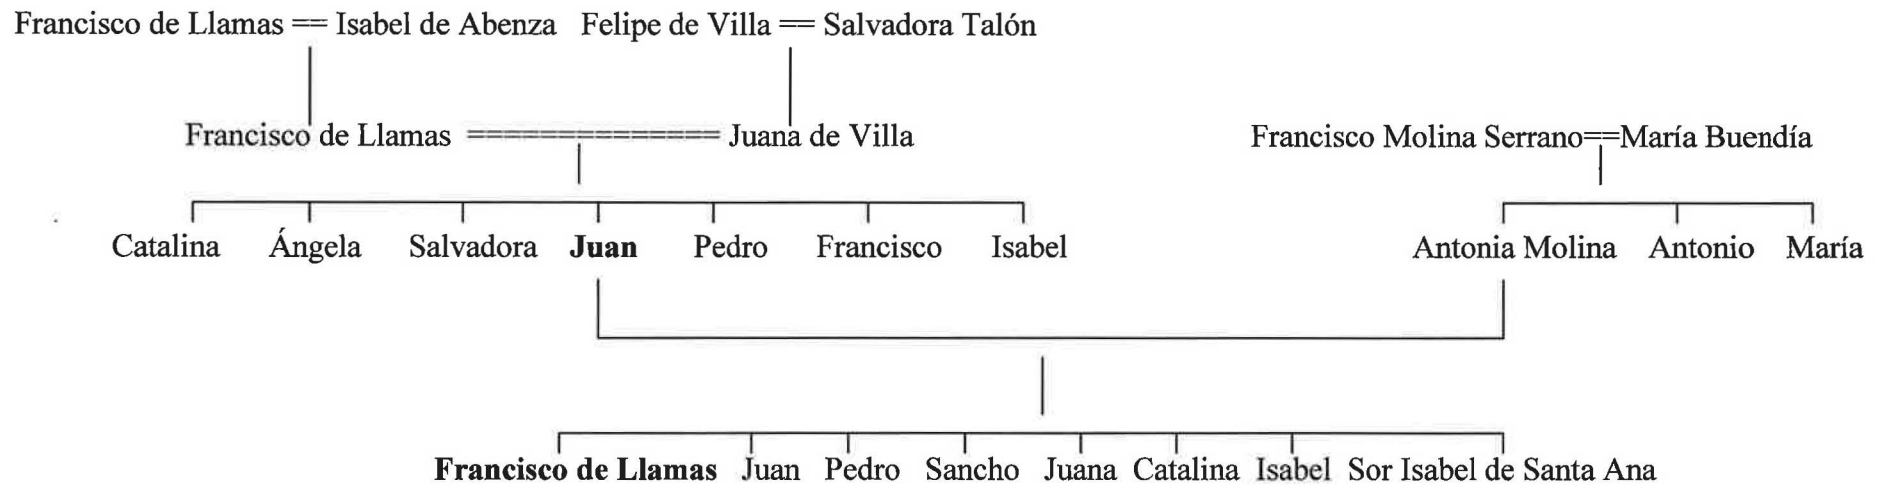 Francisco de Llamas == Isabel de Abenza Felipe de Villa == Salvadora Talón
Francisco de Llamas ================== Juana de Villa Francisco Molina Serrano==María Buendía
Catalina Ángela Salvadora Juan Pedro Francisco Isabel Antonia Molina Antonio María
Francisco de Llamas Juan Pedro Sancho Juana Catalina Isabel Sor Isabel de Santa Ana